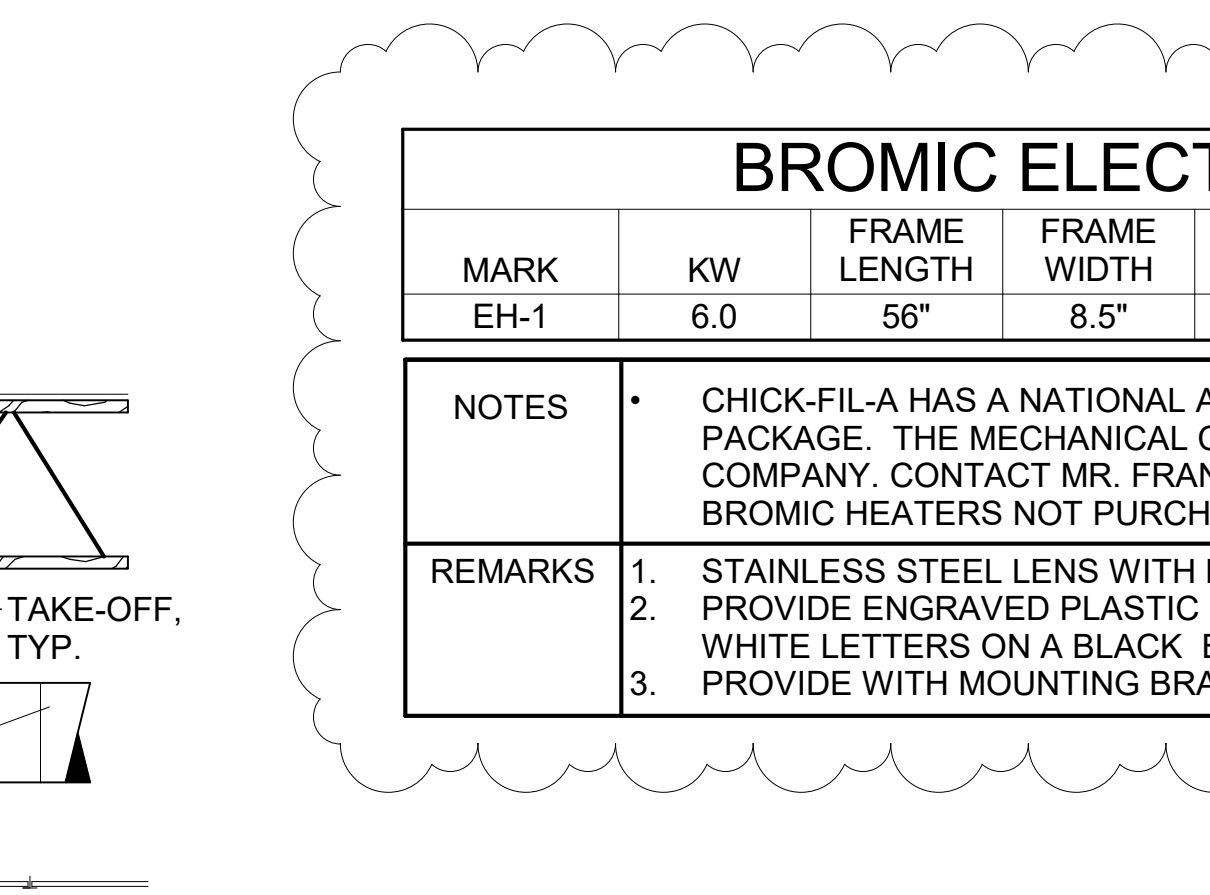 BROMIC ELECT
MARK KW FRAME LENGTH FRAME WIDTH
EH-1 6.0 56" 8.5"
NOTES • CHICK-FIL-A HAS A NATIONAL
PACKAGE. THE MECHANICAL
COMPANY. CONTACT MR. FRAN
BROMIC HEATERS NOT PURCH
REMARKS 1. STAINLESS STEEL LENS WITH
2. PROVIDE ENGRAVED PLASTIC
WHITE LETTERS ON A BLACK
3. PROVIDE WITH MOUNTING BRA
TAKE-OFF,
TYP.